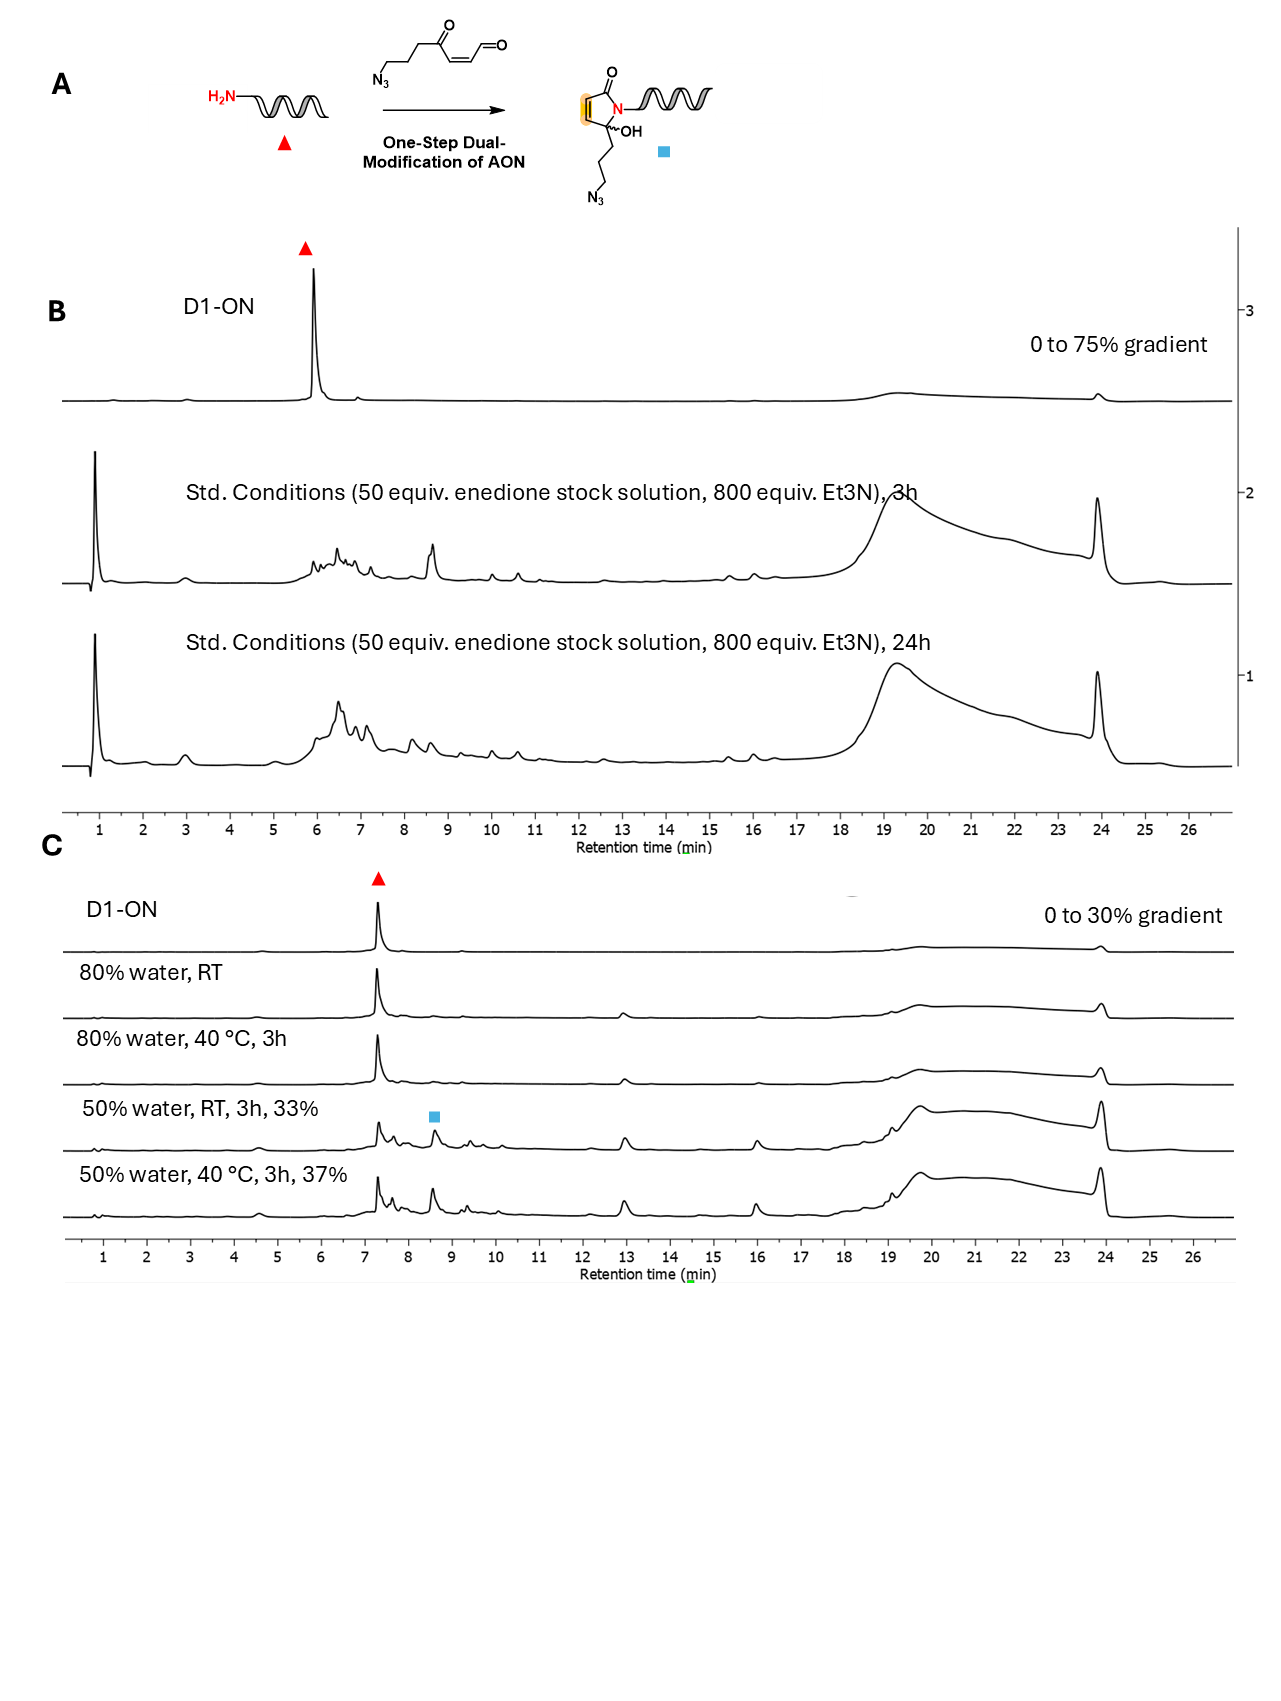 A
O
O
N3
H2N
One-Step Dual-
Modification of AON
O
N
OH
N3
B
D1-ON
0 to 75% gradient
3
Std. Conditions (50 equiv. enedione stock solution, 800 equiv. Et3N), 3h
2
Std. Conditions (50 equiv. enedione stock solution, 800 equiv. Et3N), 24h
1
1 2 3 4 5 6 7 8 9 10 11 12 13 14 15 16 17 18 19 20 21 22 23 24 25 26
Retention time (min)
C
D1-ON
0 to 30% gradient
80% water, RT
80% water, 40 °C, 3h
50% water, RT, 3h, 33%
50% water, 40 °C, 3h, 37%
1 2 3 4 5 6 7 8 9 10 11 12 13 14 15 16 17 18 19 20 21 22 23 24 25 26
Retention time (min)